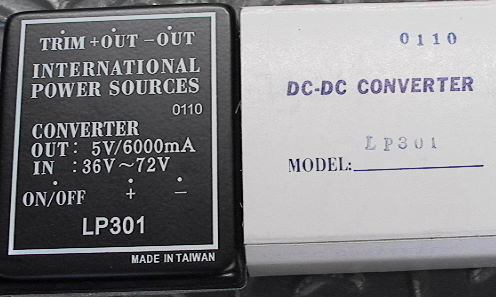 TRIM +OUT -OUT
INTERNATIONAL
POWER SOURCES
0110
CONVERTER
OUT: 5V/6000mA
IN :36V~72V
ON/OFF + -
LP301
MADE IN TAIWAN
0110
DC-DC CONVERTER
LP301
MODEL: